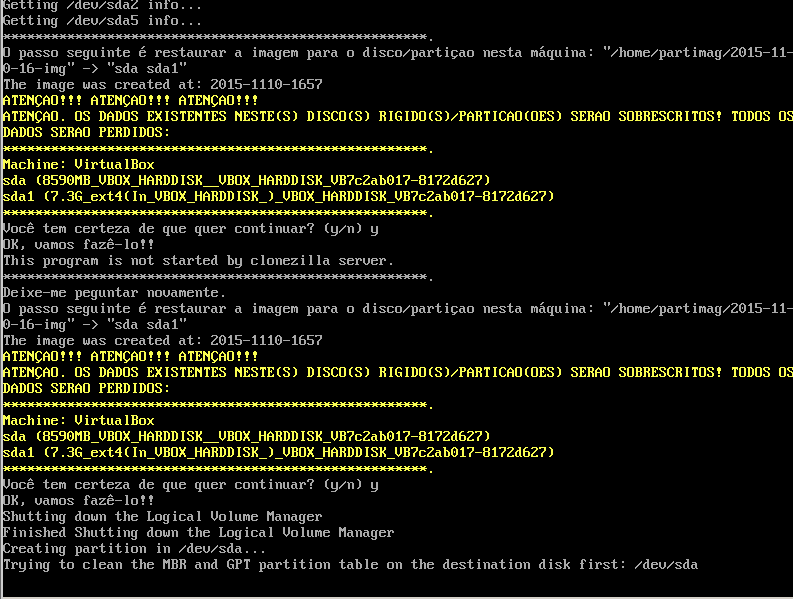 Getting /dev/sda2 info...
Getting /dev/sda5 info...
*****************************************************.
O passo seguinte é restaurar a imagem para o disco/partiçao nesta máquina: "/home/partimag/2015-11-
0-16-img" -> "sda sda1"
The image was created at: 2015-1110-1657
ATENÇAO!!! ATENÇAO!!! ATENÇAO!!!
ATENÇAO. OS DADOS EXISTENTES NESTE(S) DISCO(S) RIGIDO(S)/PARTICAO(OES) SERAO SOBRESCRITOS! TODOS OS
DADOS SERAO PERDIDOS:
*****************************************************.
Machine: VirtualBox
sda (8590MB_VBOX_HARDDISK__VBOX_HARDDISK_VB7c2ab017-8172d627)
sda1 (7.3G_ext4(In_VBOX_HARDDISK_)_VBOX_HARDDISK_VB7c2ab017-8172d627)
*****************************************************.
Você tem certeza de que quer continuar? (y/n) y
OK, vamos fazê-lo!!
This program is not started by clonezilla server.
*****************************************************.
Deixe-me peguntar novamente.
O passo seguinte é restaurar a imagem para o disco/partiçao nesta máquina: "/home/partimag/2015-11-
0-16-img" -> "sda sda1"
The image was created at: 2015-1110-1657
ATENÇAO!!! ATENÇAO!!! ATENÇAO!!!
ATENÇAO. OS DADOS EXISTENTES NESTE(S) DISCO(S) RIGIDO(S)/PARTICAO(OES) SERAO SOBRESCRITOS! TODOS OS
DADOS SERAO PERDIDOS:
*****************************************************.
Machine: VirtualBox
sda (8590MB_VBOX_HARDDISK__VBOX_HARDDISK_VB7c2ab017-8172d627)
sda1 (7.3G_ext4(In_VBOX_HARDDISK_)_VBOX_HARDDISK_VB7c2ab017-8172d627)
*****************************************************.
Você tem certeza de que quer continuar? (y/n) y
OK, vamos fazê-lo!!
Shutting down the Logical Volume Manager
Finished Shutting down the Logical Volume Manager
Creating partition in /dev/sda...
Trying to clean the MBR and GPT partition table on the destination disk first: /dev/sda